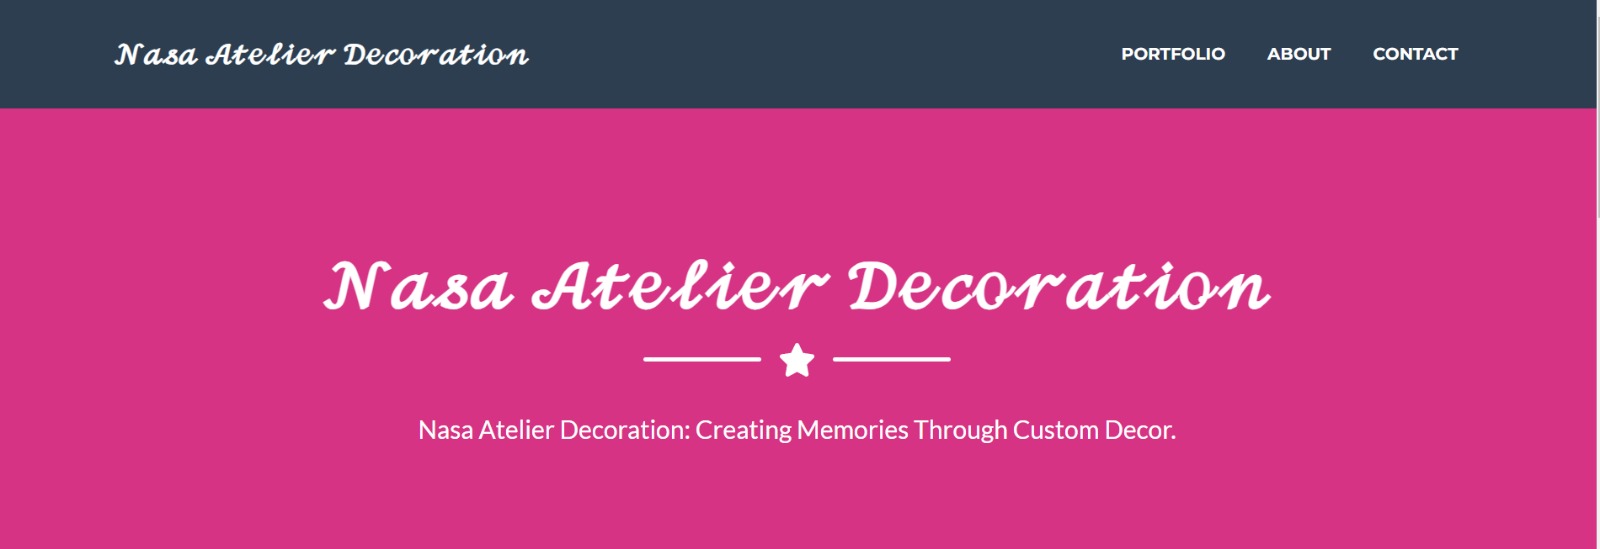 Nasa Atelier Decoration
PORTFOLIO ABOUT CONTACT
Nasa Atelier Decoration
Nasa Atelier Decoration: Creating Memories Through Custom Decor.